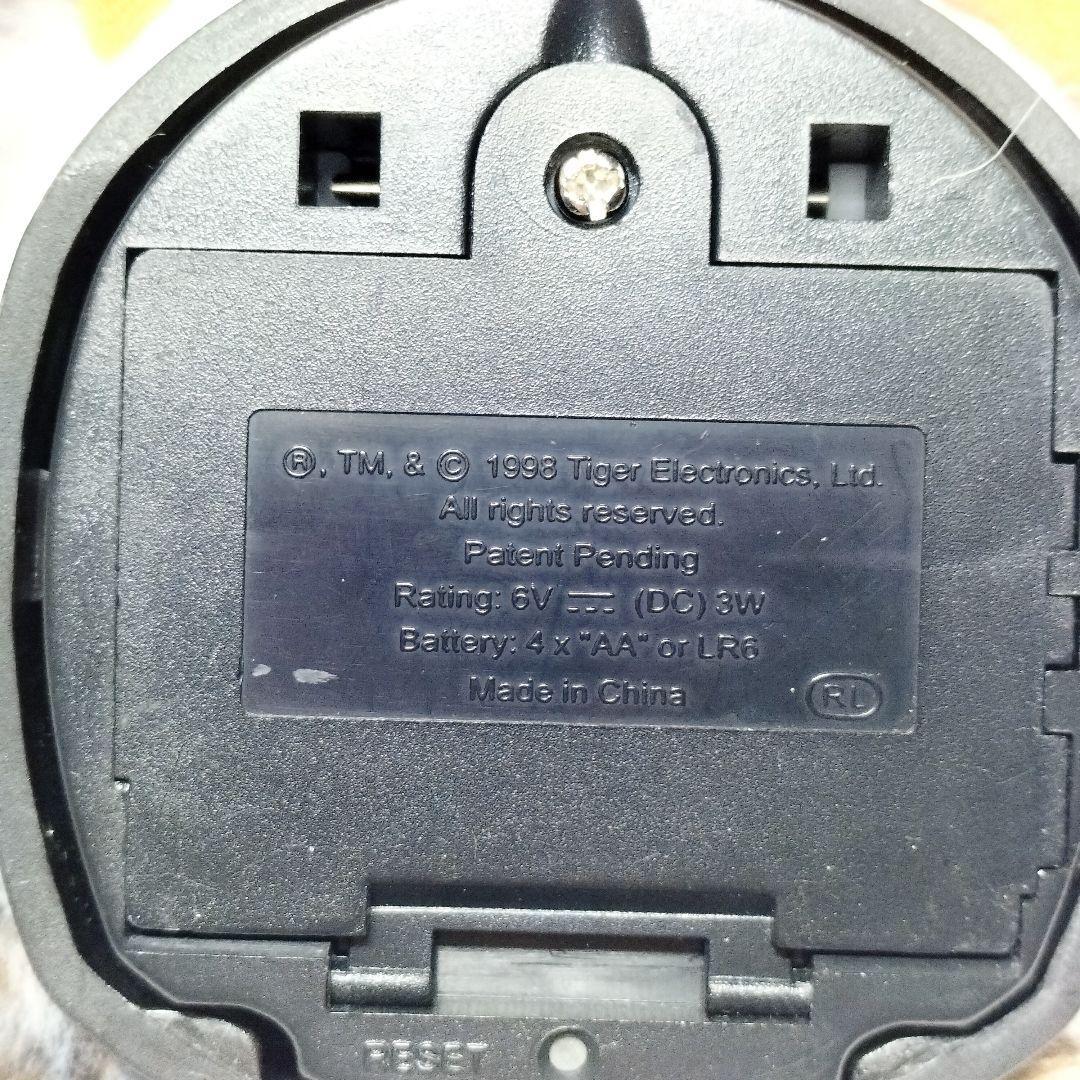 ®, TM, & © 1998 Tiger Electronics, Ltd.
All rights reserved.
Patent Pending
Rating: 6V ⎓ (DC) 3W
Battery: 4 x "AA" or LR6
Made in China
RL
RESET